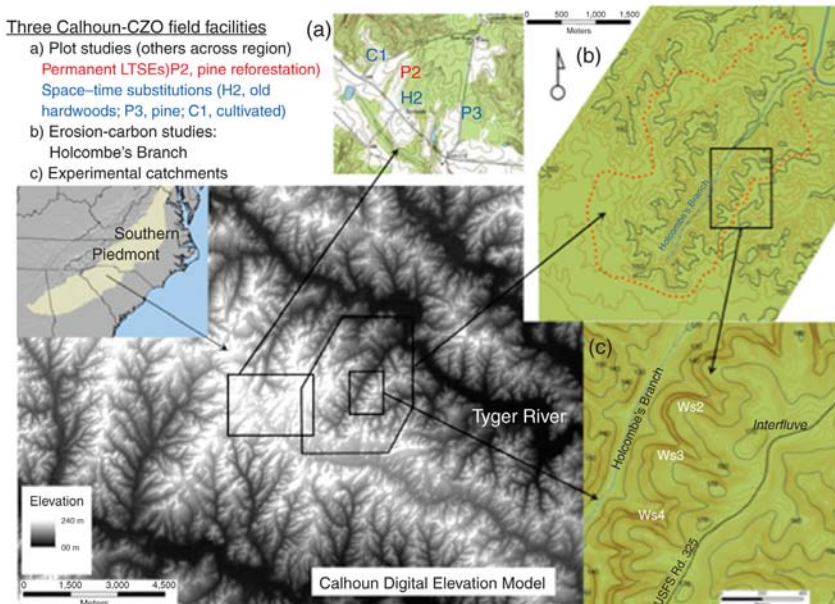 Three Calhoun-CZO field facilities
a) Plot studies (others across region)
Permanent LTSEs)P2, pine reforestation)
Space–time substitutions (H2, old
hardwoods; P3, pine; C1, cultivated)
b) Erosion-carbon studies:
Holcombe's Branch
c) Experimental catchments
(a)
C1
P2
H2
P3
0 500 1,000 1,500
Meters
(b)
Holcombe's Branch
Southern
Piedmont
Tyger River
Elevation
240 m
00 m
0 1,500 3,000 4,500
Meters
Calhoun Digital Elevation Model
(c)
Holcombe's Branch
Ws2
Interfluve
Ws3
Ws4
USFS Rd. 325